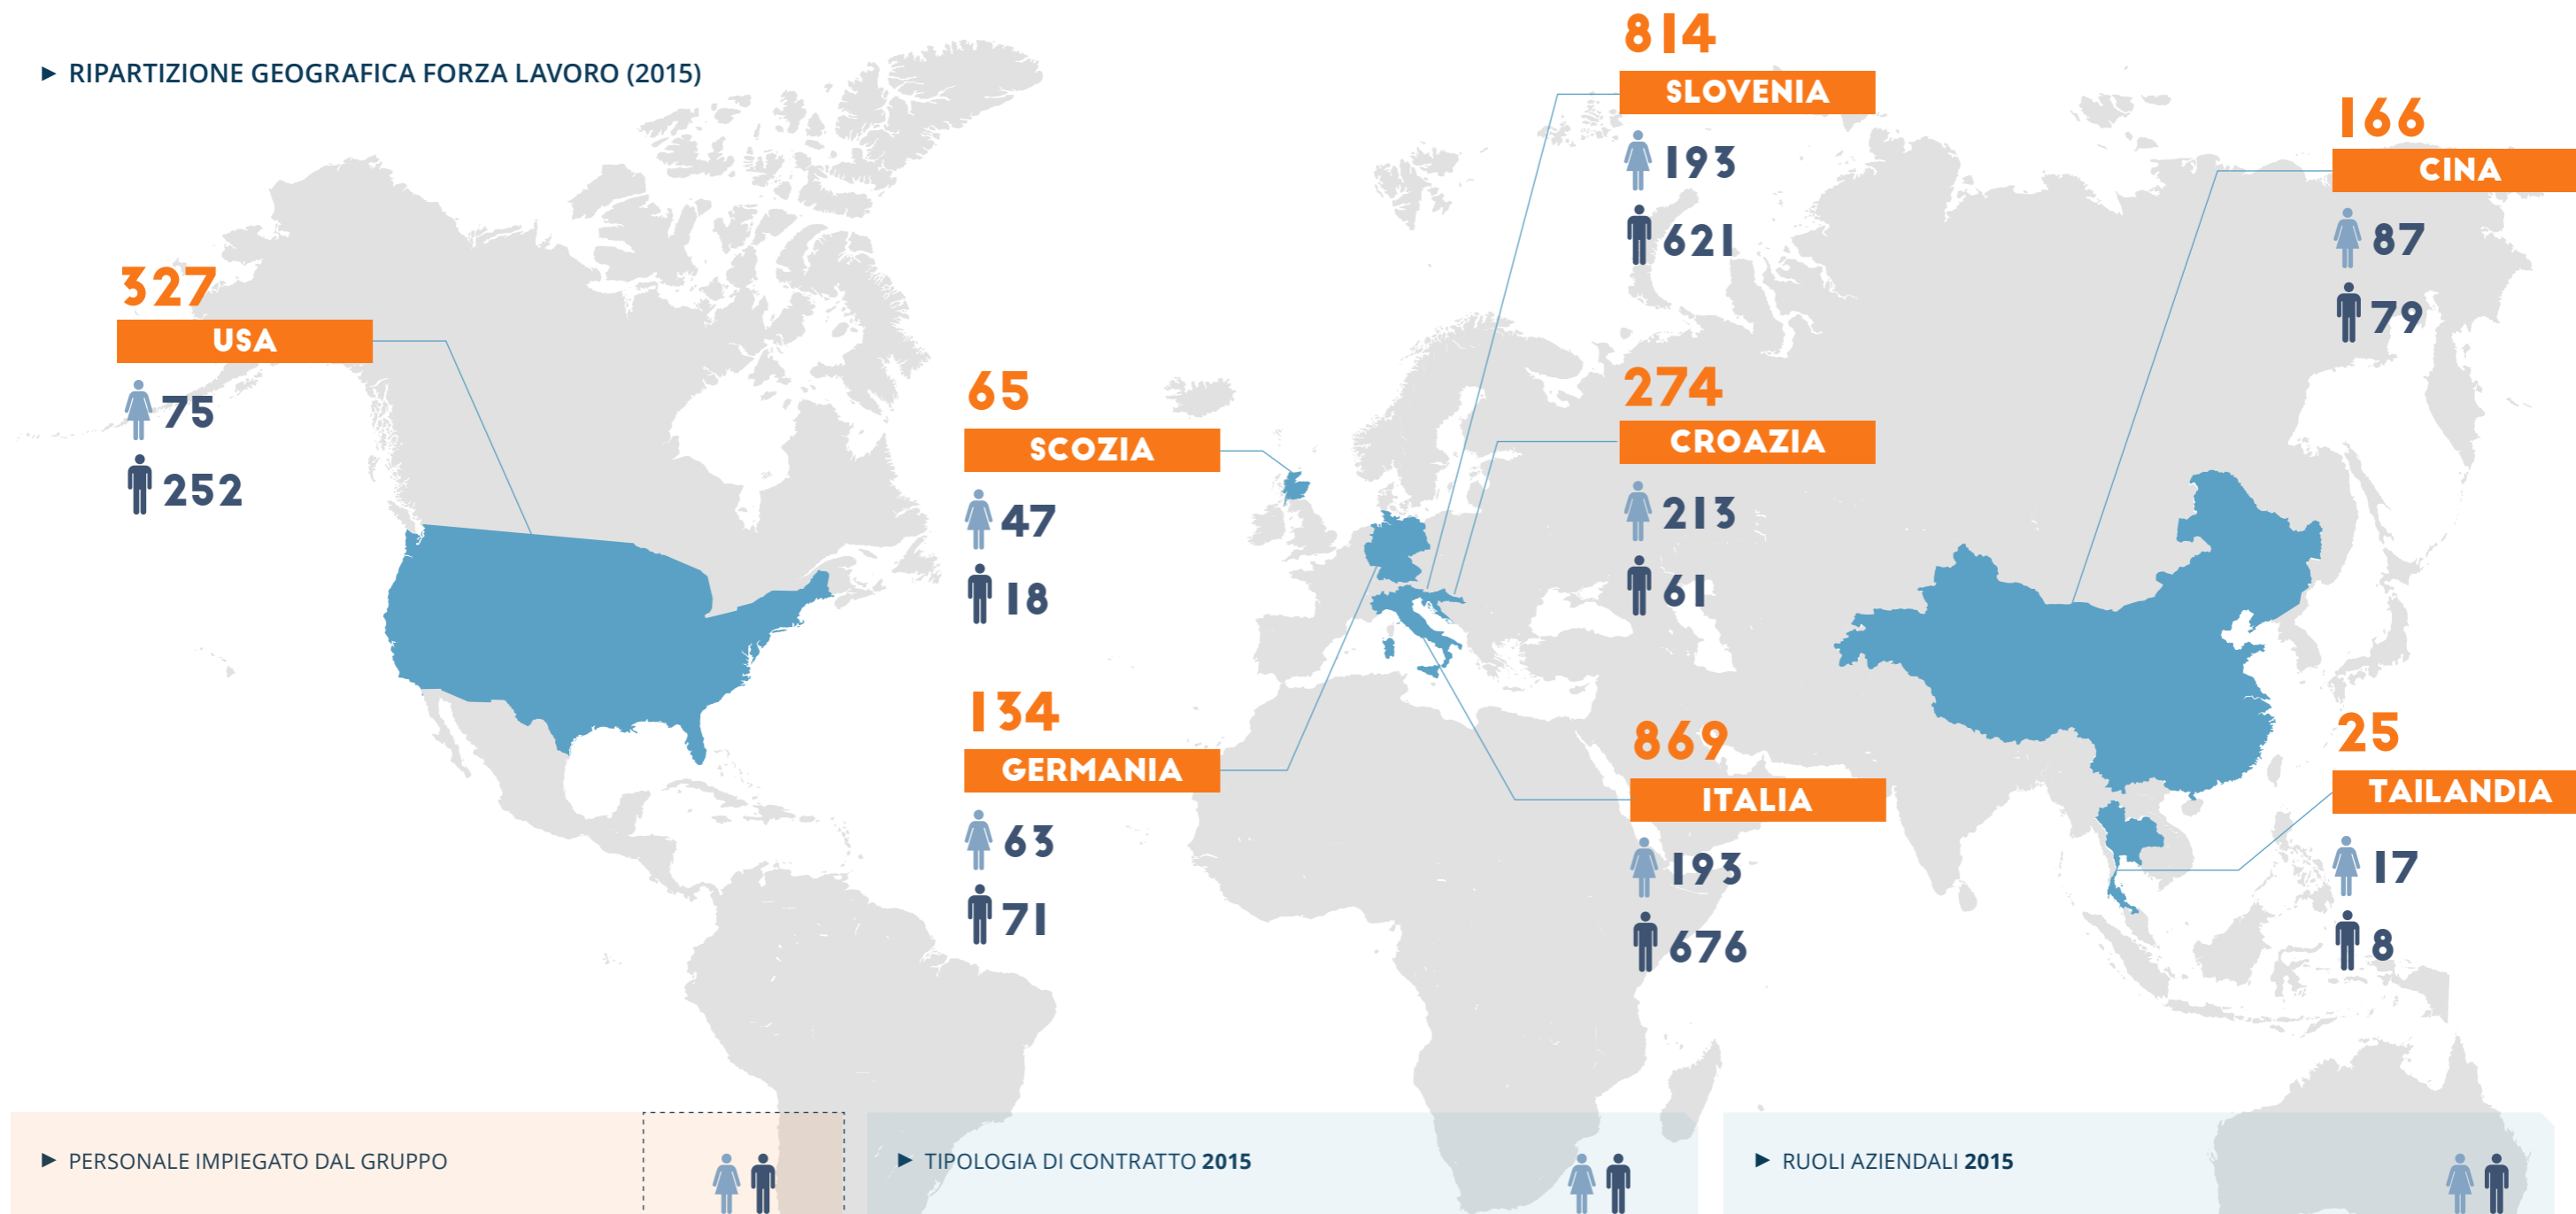 ► RIPARTIZIONE GEOGRAFICA FORZA LAVORO (2015)
327
USA
75
252
65
SCOZIA
47
18
134
GERMANIA
63
71
814
SLOVENIA
193
621
274
CROAZIA
213
61
869
ITALIA
193
676
166
CINA
87
79
25
TAILANDIA
17
8
► PERSONALE IMPIEGATO DAL GRUPPO
► TIPOLOGIA DI CONTRATTO 2015
► RUOLI AZIENDALI 2015